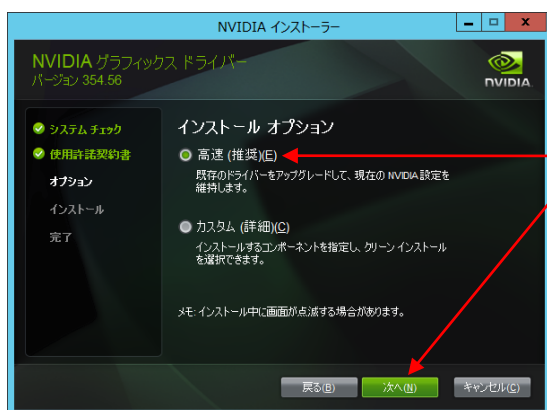 NVIDIA インストーラー
NVIDIA グラフィックス ドライバー
バージョン 354.56
NVIDIA.
システム チェック
使用許諾契約書
オプション
インストール
完了
インストール オプション
高速 (推奨)(E)
既存のドライバーをアップグレードして、現在の NVIDIA 設定を
維持します。
カスタム (詳細)(C)
インストールするコンポーネントを指定し、クリーン インストール
を選択できます。
メモ: インストール中に画面が点滅する場合があります。
戻る(B)
次へ(N)
キャンセル(C)